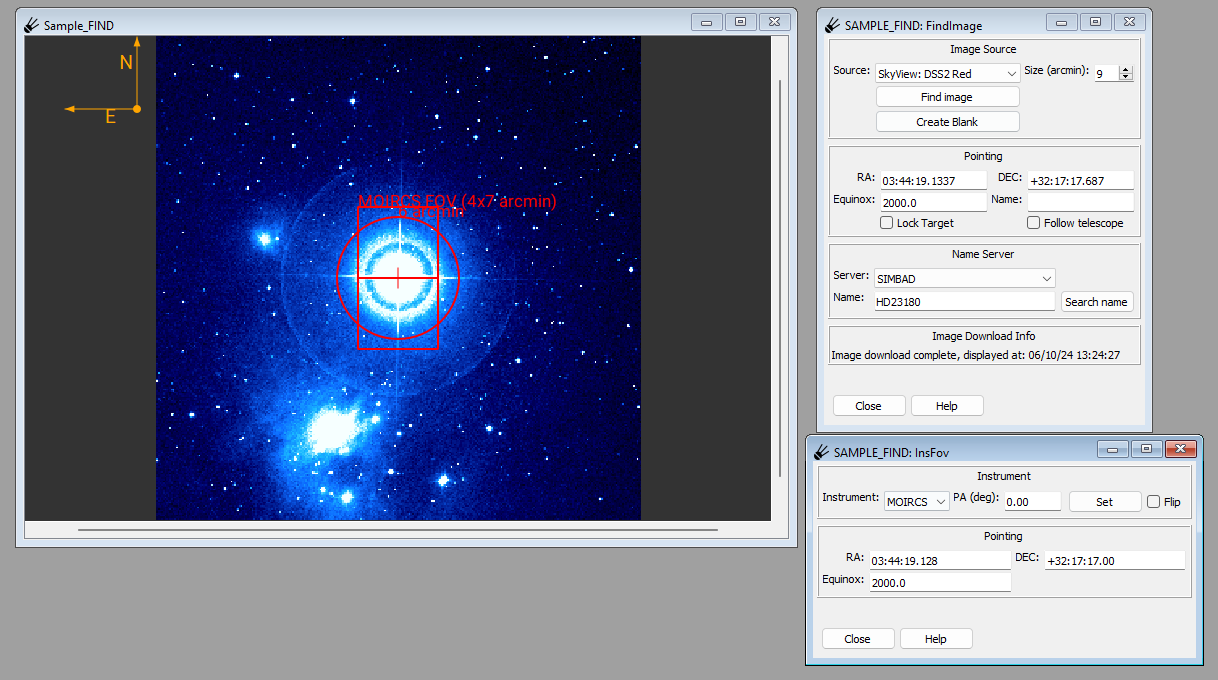 Sample_FIND
N
E
MOIRCS FOV (4x7 arcmin)
arcmin
SAMPLE_FIND: FindImage
Image Source
Source: SkyView: DSS2 Red Size (arcmin): 9
Find image
Create Blank
Pointing
RA: 03:44:19.1337 DEC: +32:17:17.687
Equinox: 2000.0 Name:
Lock Target Follow telescope
Name Server
Server: SIMBAD
Name: HD23180 Search name
Image Download Info
Image download complete, displayed at: 06/10/24 13:24:27
Close Help
SAMPLE_FIND: InsFov
Instrument
Instrument: MOIRCS PA (deg): 0.00 Set Flip
Pointing
RA: 03:44:19.128 DEC: +32:17:17.00
Equinox: 2000.0
Close Help